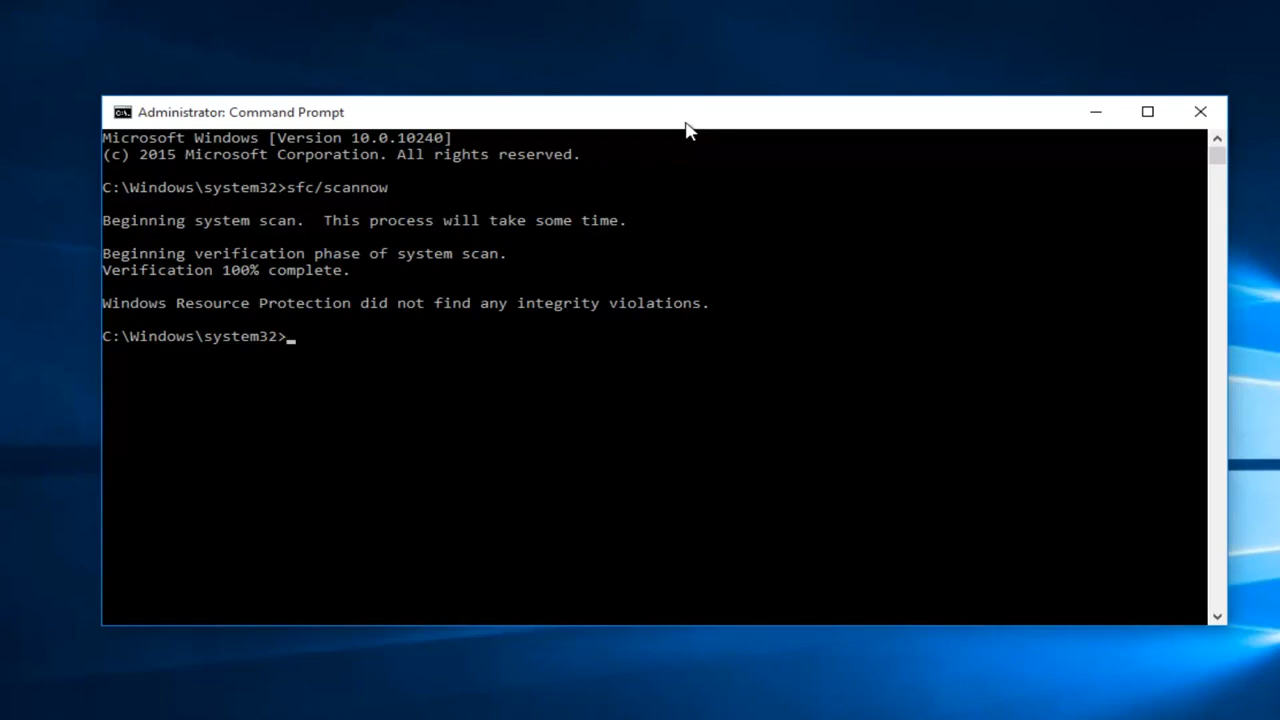 Administrator: Command Prompt
Microsoft Windows [Version 10.0.10240]
(c) 2015 Microsoft Corporation. All rights reserved.
C:\Windows\system32>sfc/scannow
Beginning system scan.  This process will take some time.
Beginning verification phase of system scan.
Verification 100% complete.
Windows Resource Protection did not find any integrity violations.
C:\Windows\system32>